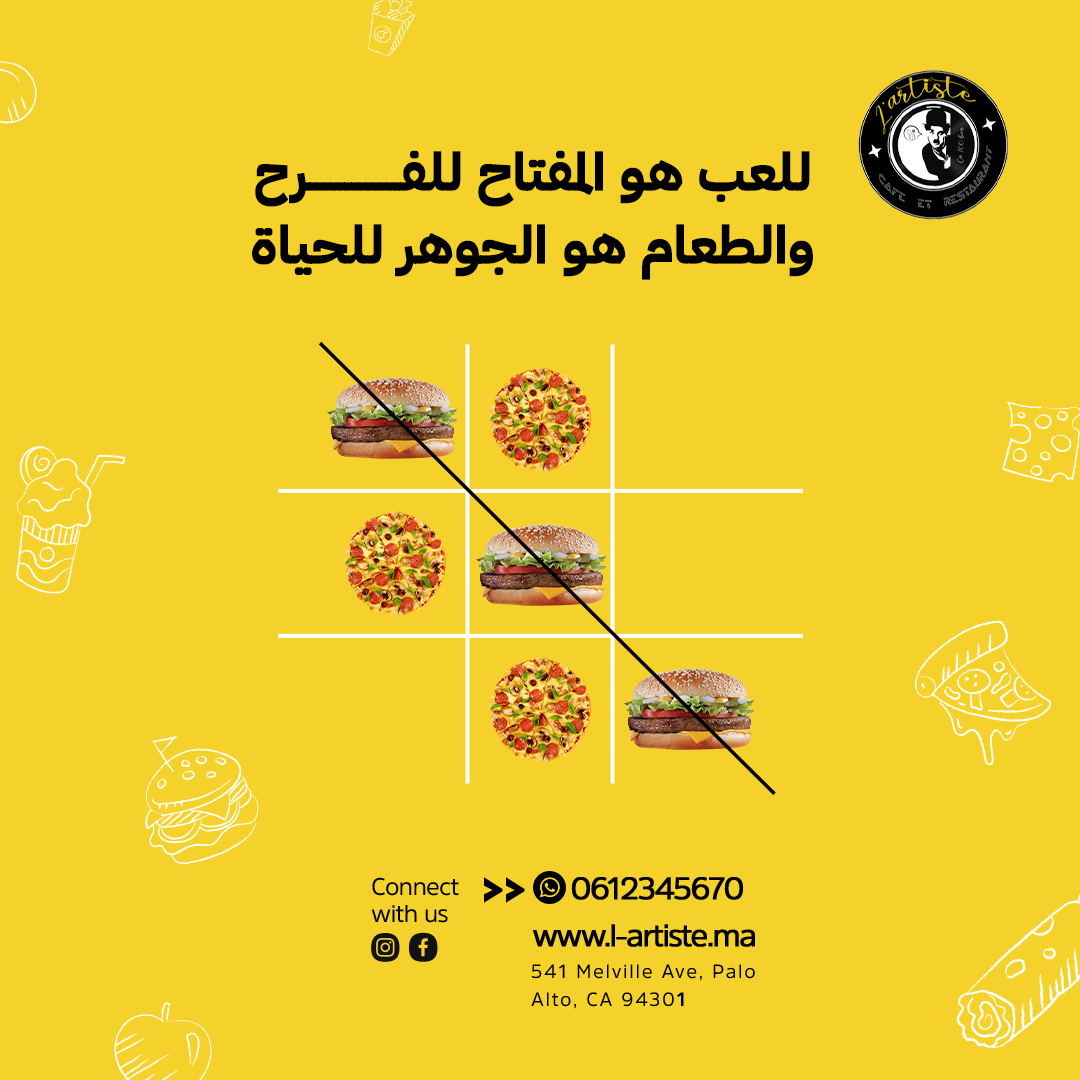 L'artiste
CAFE ET RESTAURANT
للعب هو المفتاح للفـــــرح
والطعام هو الجوهر للحياة
Connect
with us
>> 0612345670
www.l-artiste.ma
541 Melville Ave, Palo
Alto, CA 94301